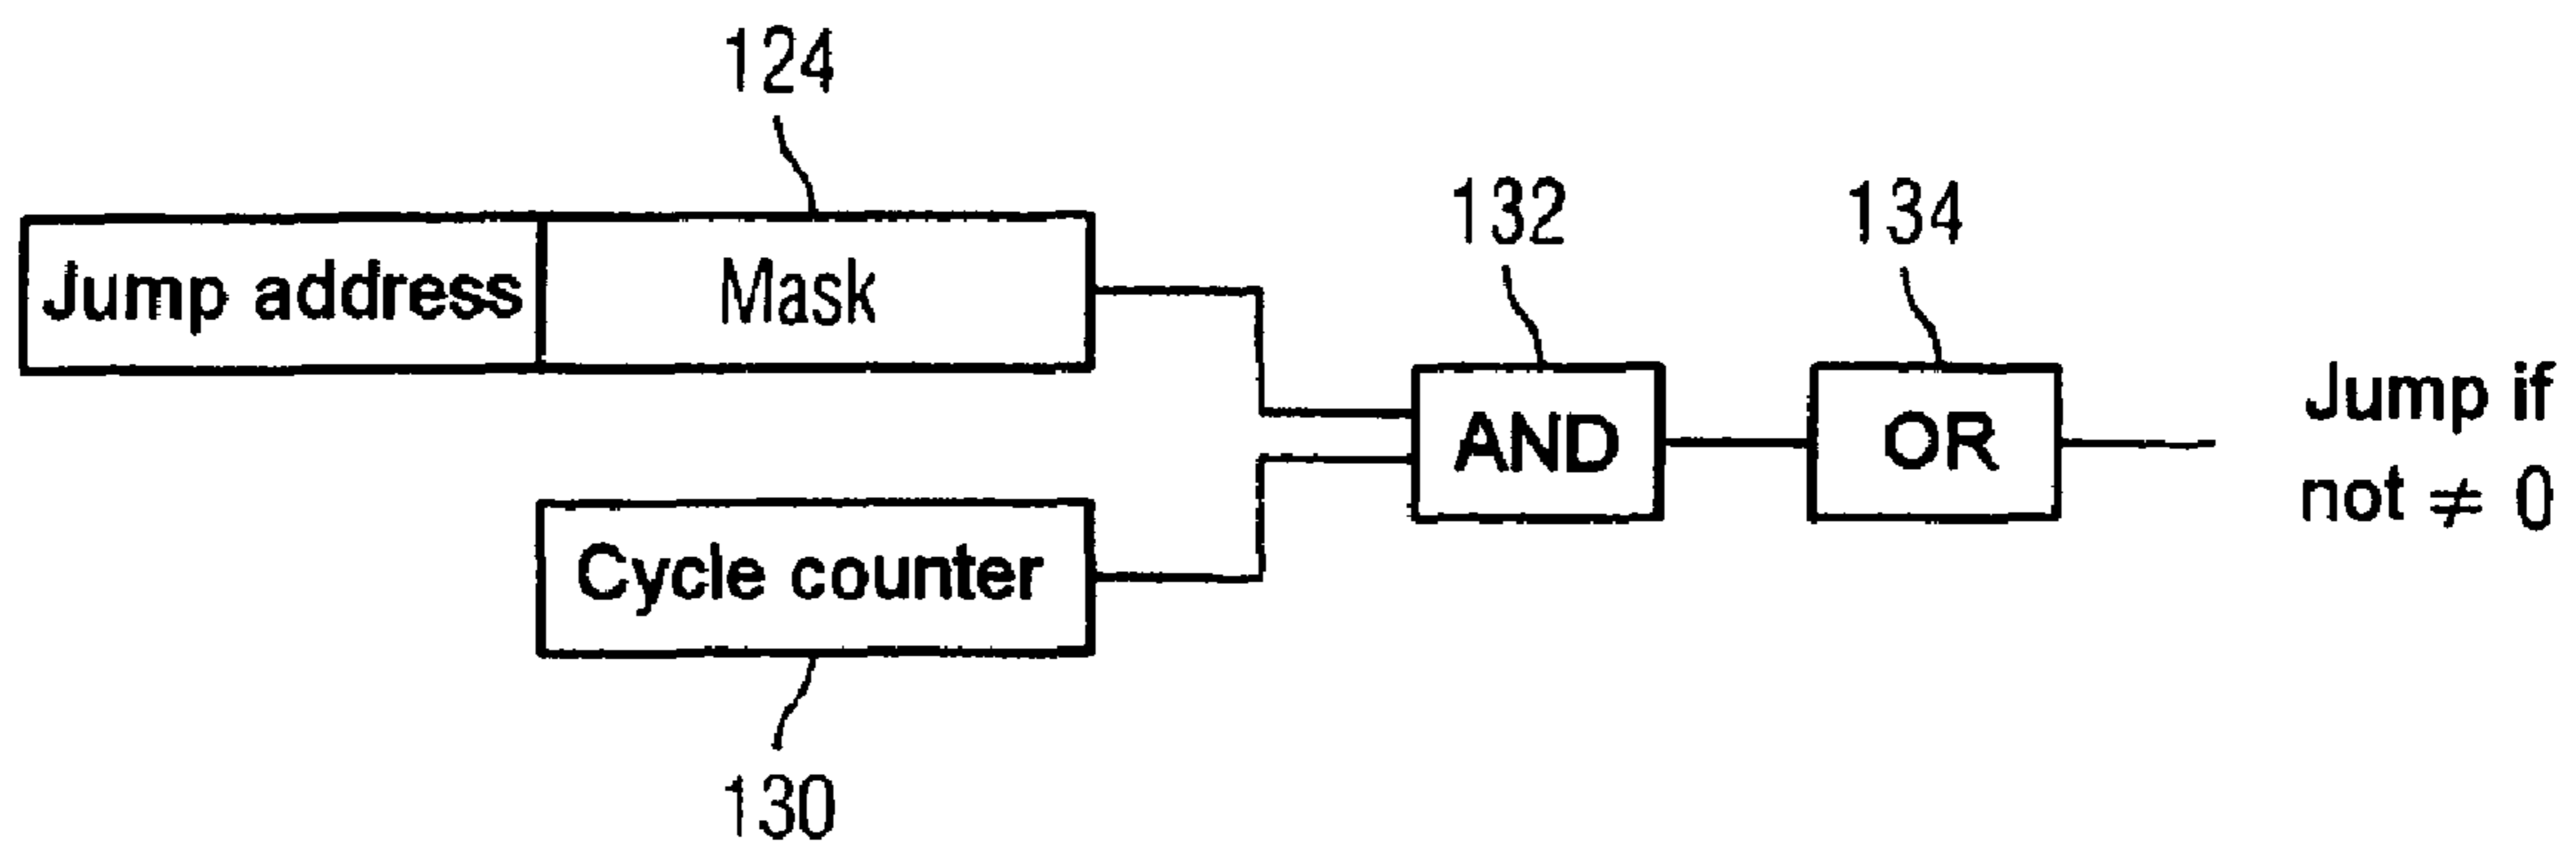 124
132
134
Jump address
Mask
AND
OR
Jump if
not ≠ 0
Cycle counter
130